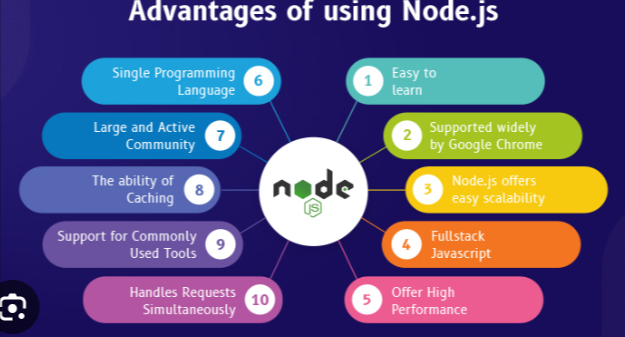 Advantages of using Node.js
1
Easy to
learn
2
Supported widely
by Google Chrome
3
Node.js offers
easy scalability
4
Fullstack
Javascript
5
Offer High
Performance
6
Single Programming
Language
7
Large and Active
Community
8
The ability of
Caching
9
Support for Commonly
Used Tools
10
Handles Requests
Simultaneously
node
JS